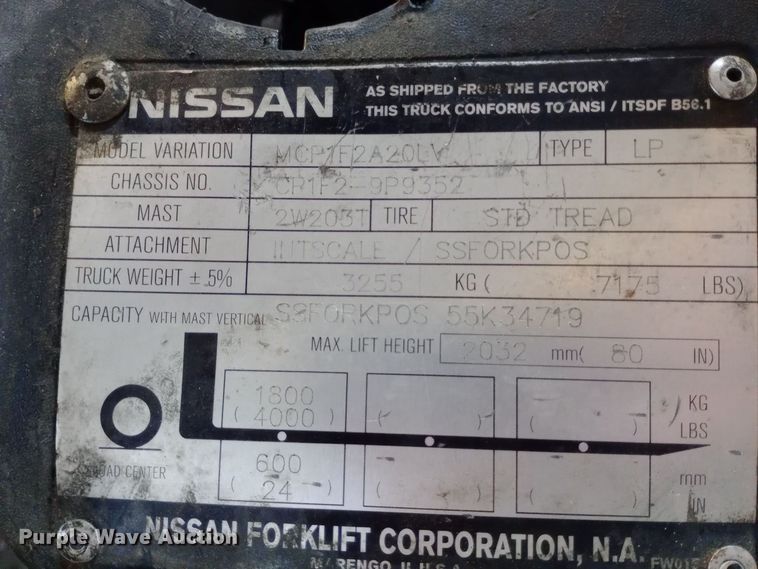 NISSAN AS SHIPPED FROM THE FACTORY
THIS TRUCK CONFORMS TO ANSI / ITSDF B56.1
MODEL VARIATION MCP1F2A20LV TYPE LP
CHASSIS NO. CP1F2-9P9352
MAST 2W203T TIRE STD TREAD
ATTACHMENT INTSCALE / SSFORKPOS
TRUCK WEIGHT ± .5% 3255 KG ( 7175 LBS)
CAPACITY WITH MAST VERTICAL SSFORKPOS 55K34719
MAX. LIFT HEIGHT 2032 mm( 80 IN)
1800 KG
( 4000 ) ( ) ( ) LBS
LOAD CENTER 600 mm
( 24 ) ( ) ( ) IN
NISSAN FORKLIFT CORPORATION, N.A.
MARENGO, IL U.S.A.
Purple Wave Auction